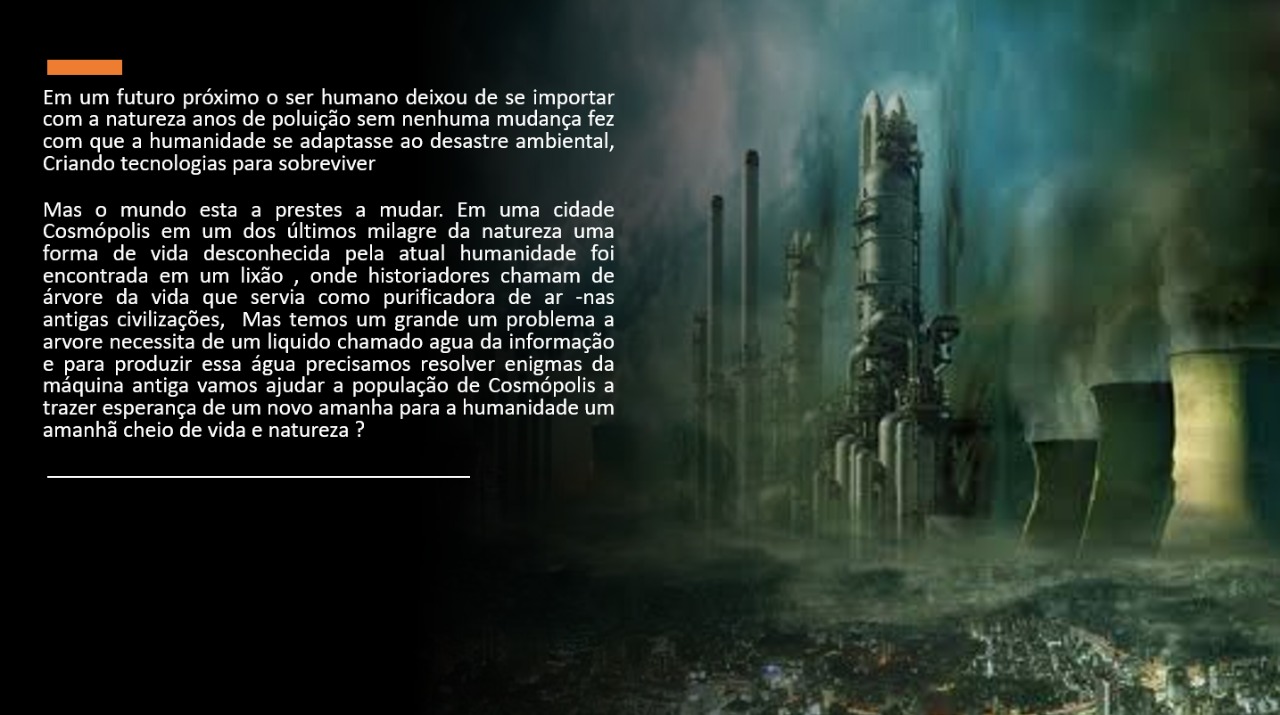 Em um futuro próximo o ser humano deixou de se importar
com a natureza anos de poluição sem nenhuma mudança fez
com que a humanidade se adaptasse ao desastre ambiental,
Criando tecnologias para sobreviver
Mas o mundo esta a prestes a mudar. Em uma cidade
Cosmópolis em um dos últimos milagre da natureza uma
forma de vida desconhecida pela atual humanidade foi
encontrada em um lixão , onde historiadores chamam de
árvore da vida que servia como purificadora de ar -nas
antigas civilizações,  Mas temos um grande um problema a
arvore necessita de um liquido chamado agua da informação
e para produzir essa água precisamos resolver enigmas da
máquina antiga vamos ajudar a população de Cosmópolis a
trazer esperança de um novo amanha para a humanidade um
amanhã cheio de vida e natureza ?